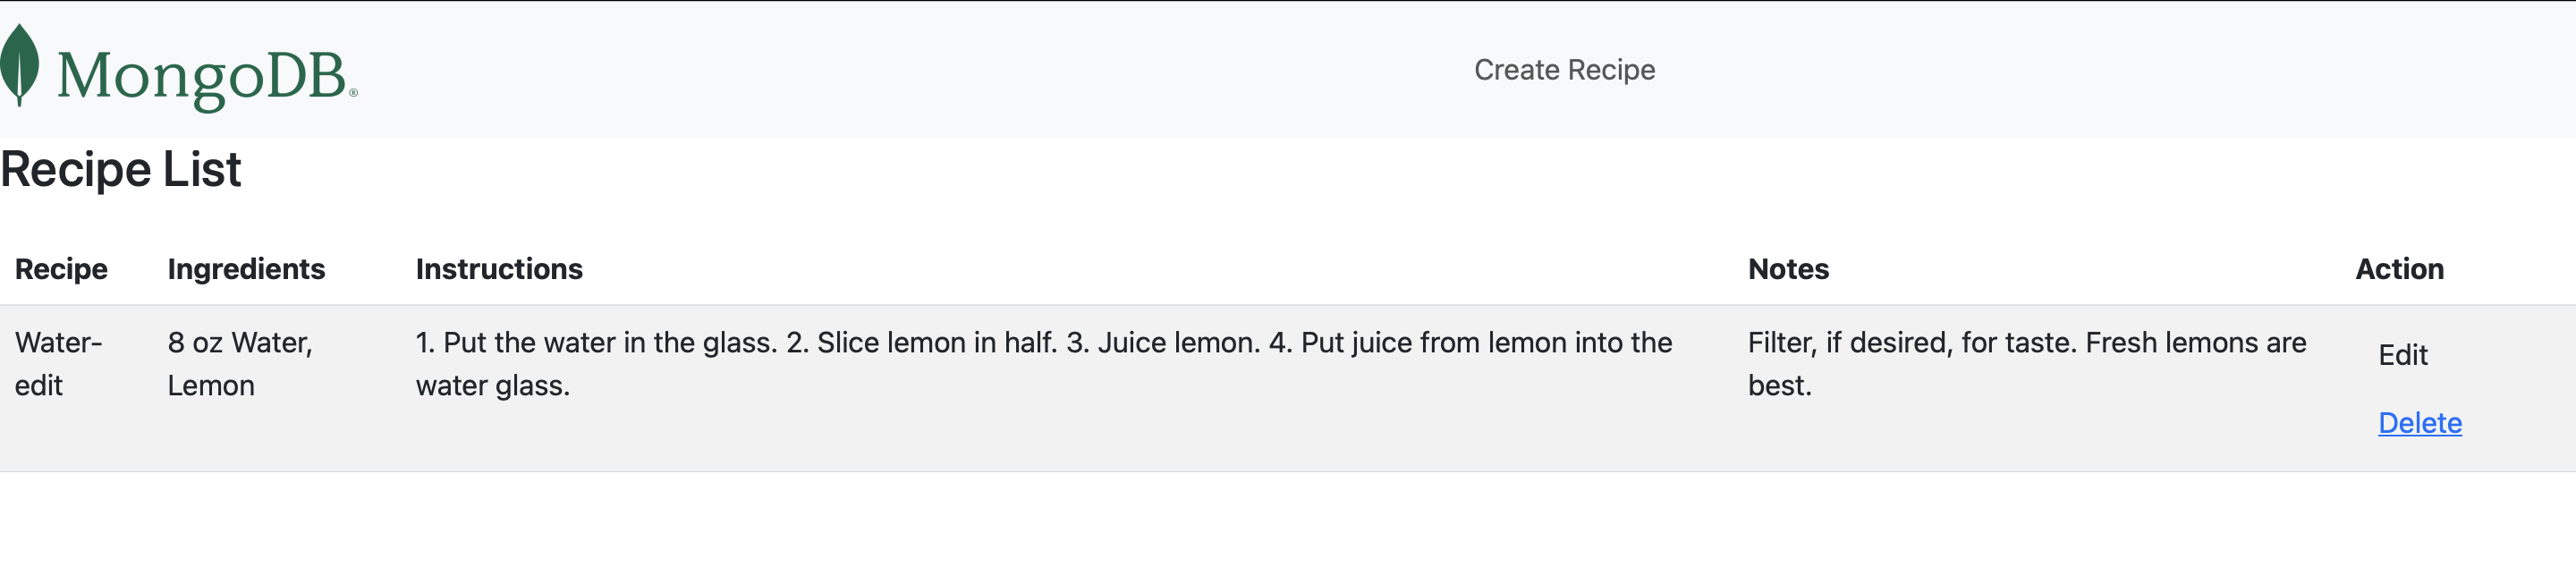 MongoDB®
Create Recipe
Recipe List
Recipe Ingredients Instructions Notes Action
Water-
edit
8 oz Water,
Lemon
1. Put the water in the glass. 2. Slice lemon in half. 3. Juice lemon. 4. Put juice from lemon into the
water glass.
Filter, if desired, for taste. Fresh lemons are
best.
Edit
Delete